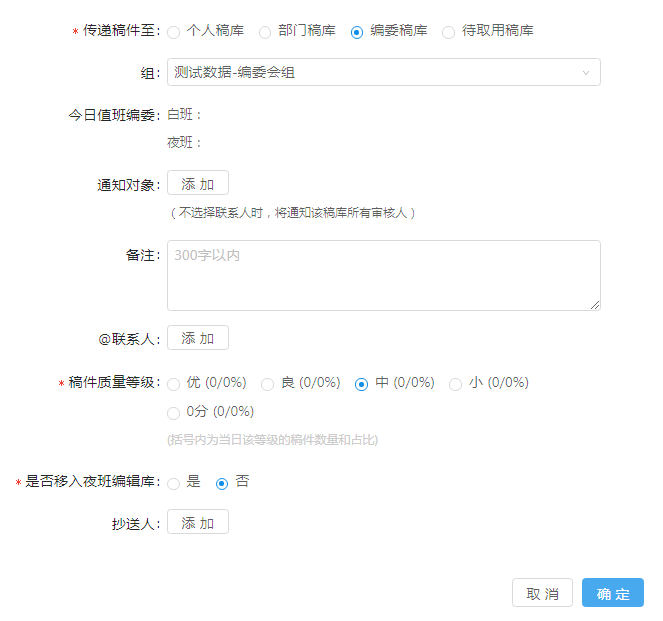 * 传递稿件至: 个人稿库 部门稿库 编委稿库 待取用稿库
组: 测试数据-编委会组
今日值班编委: 白班：
夜班：
通知对象: 添 加
（不选择联系人时，将通知该稿库所有审核人）
备注: 300字以内
@联系人: 添 加
* 稿件质量等级: 优 (0/0%) 良 (0/0%) 中 (0/0%) 小 (0/0%)
0分 (0/0%)
(括号内为当日该等级的稿件数量和占比)
* 是否移入夜班编辑库: 是 否
抄送人: 添 加
取 消 确 定